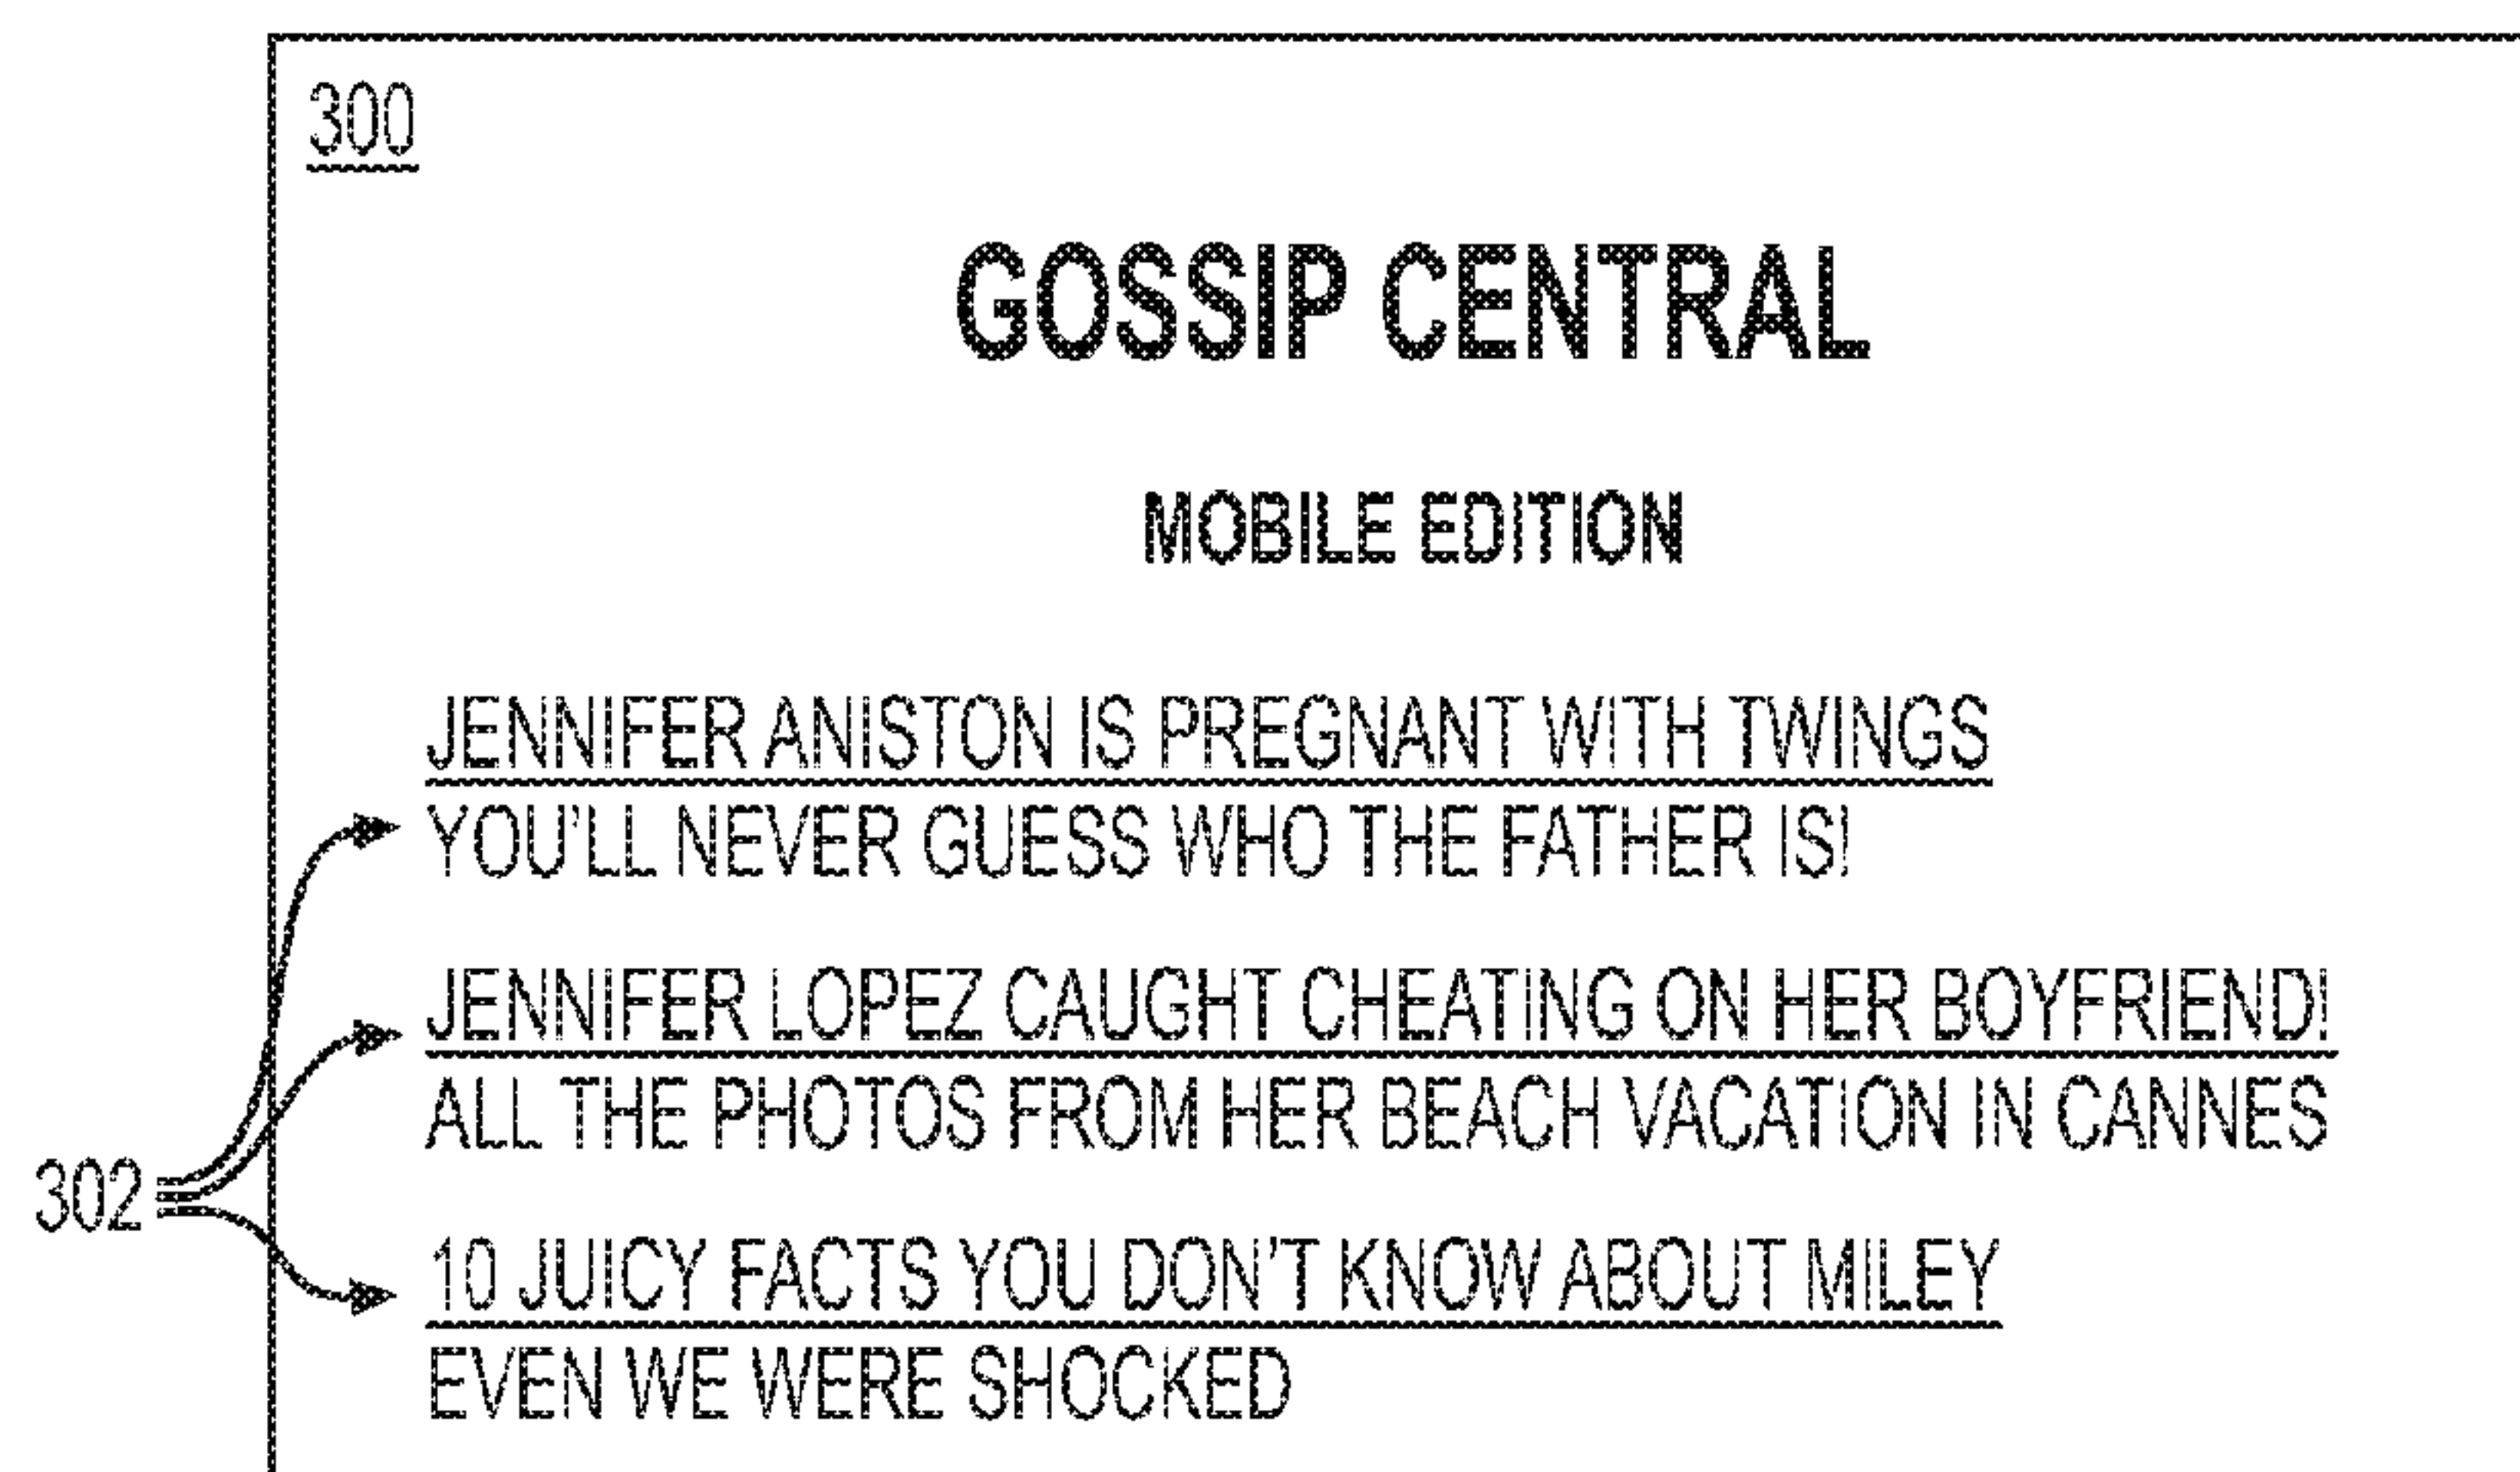 300
GOSSIP CENTRAL
MOBILE EDITION
JENNIFER ANISTON IS PREGNANT WITH TWINGS
YOU'LL NEVER GUESS WHO THE FATHER IS!
JENNIFER LOPEZ CAUGHT CHEATING ON HER BOYFRIEND!
ALL THE PHOTOS FROM HER BEACH VACATION IN CANNES
302
10 JUICY FACTS YOU DON'T KNOW ABOUT MILEY
EVEN WE WERE SHOCKED